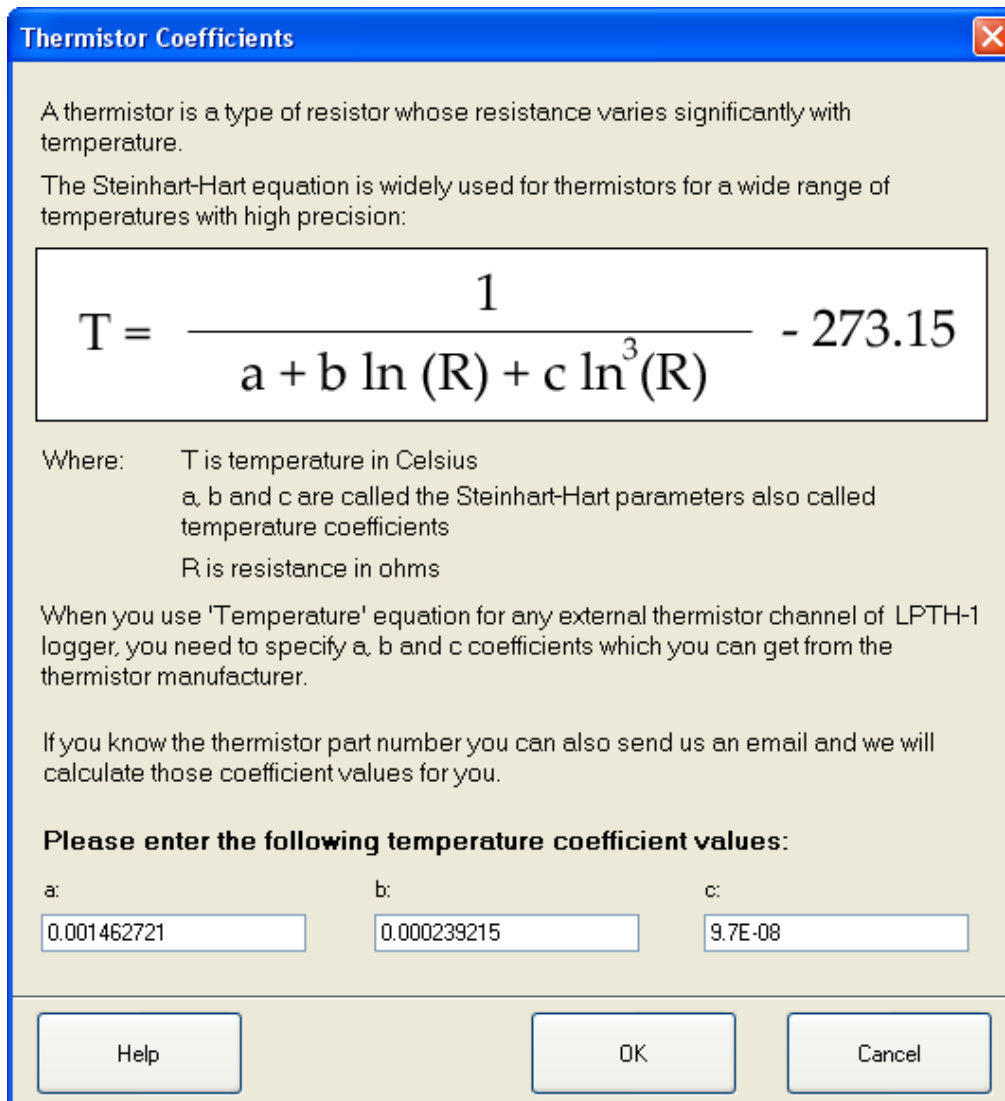 Thermistor Coefficients
A thermistor is a type of resistor whose resistance varies significantly with
temperature.
The Steinhart-Hart equation is widely used for thermistors for a wide range of
temperatures with high precision:
T = 1 / (a + b ln (R) + c ln³(R)) - 273.15
Where: T is temperature in Celsius
a, b and c are called the Steinhart-Hart parameters also called
temperature coefficients
R is resistance in ohms
When you use 'Temperature' equation for any external thermistor channel of LPTH-1
logger, you need to specify a, b and c coefficients which you can get from the
thermistor manufacturer.
If you know the thermistor part number you can also send us an email and we will
calculate those coefficient values for you.
Please enter the following temperature coefficient values:
a: b: c:
0.001462721 0.000239215 9.7E-08
Help OK Cancel